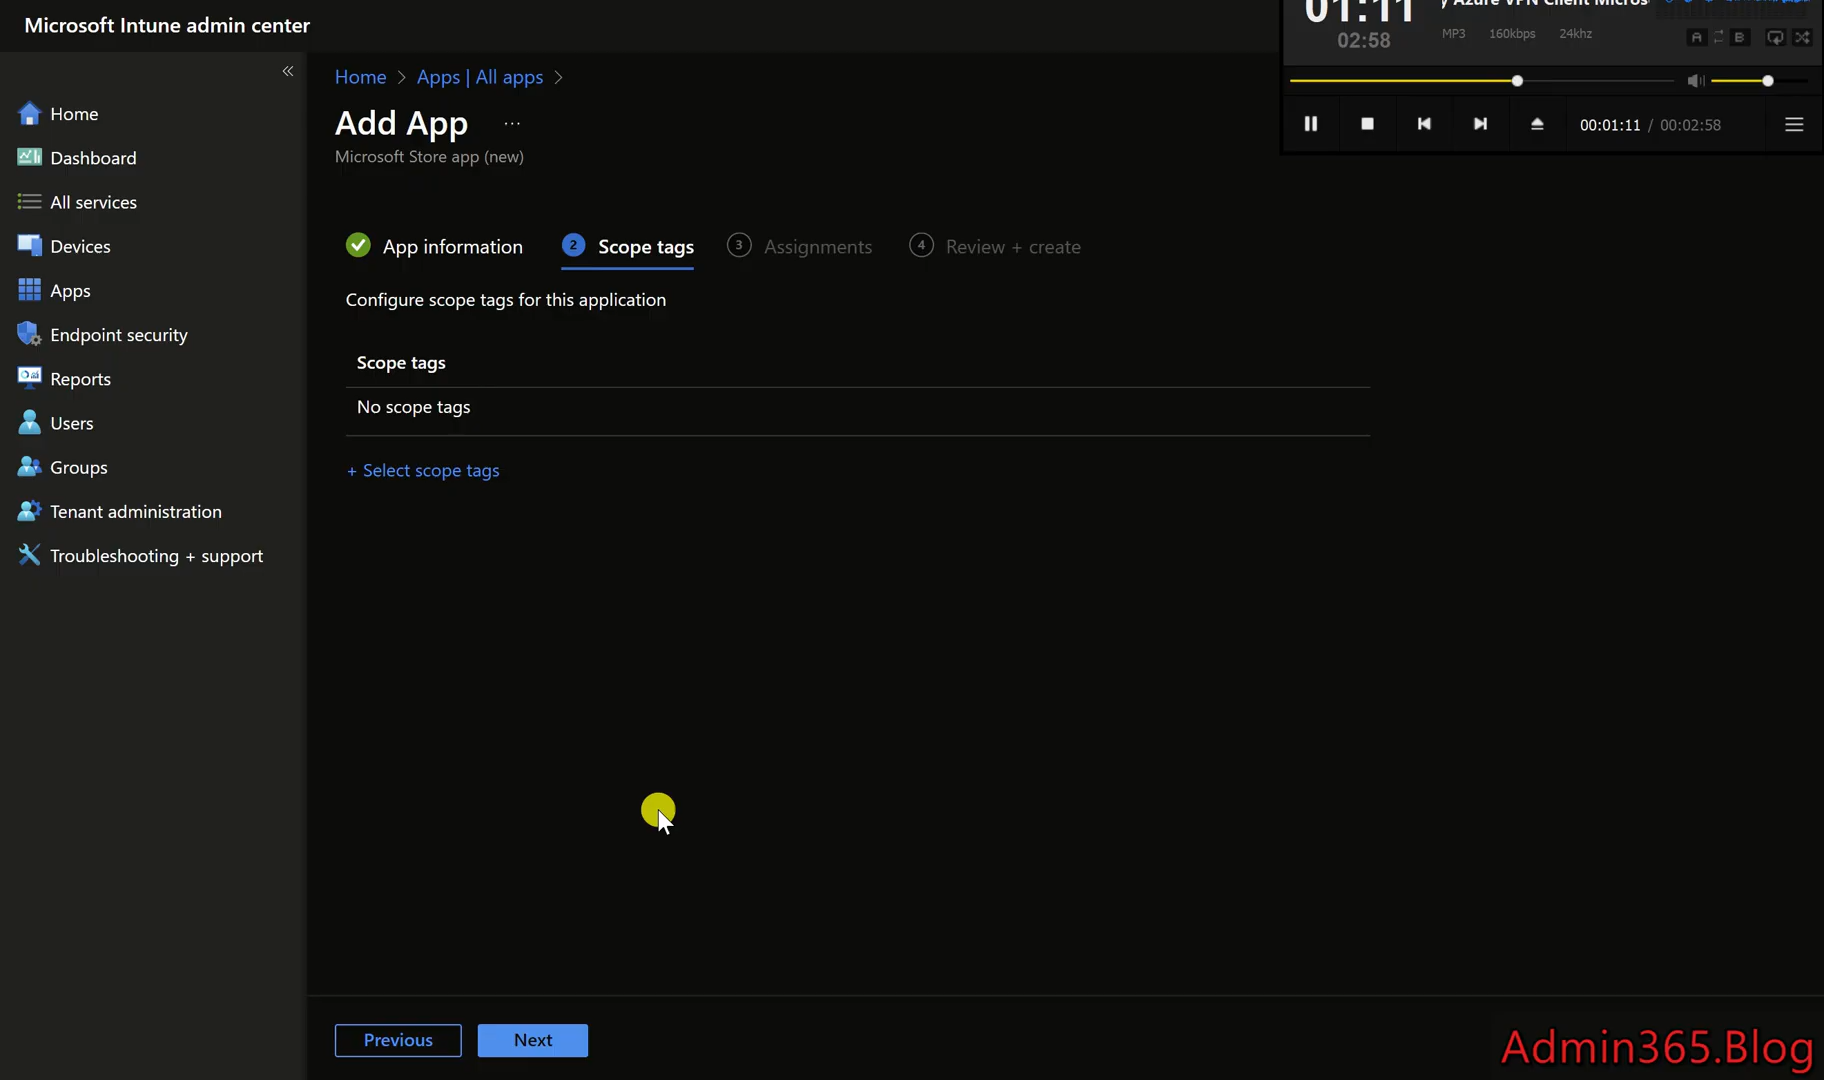 Microsoft Intune admin center
01:11
02:58
Azure VPN Client Micros
MP3 160kbps 24khz
A B
00:01:11 / 00:02:58
Home
Dashboard
All services
Devices
Apps
Endpoint security
Reports
Users
Groups
Tenant administration
Troubleshooting + support
Home > Apps | All apps >
Add App ...
Microsoft Store app (new)
App information
2 Scope tags
3 Assignments
4 Review + create
Configure scope tags for this application
Scope tags
No scope tags
+ Select scope tags
Previous
Next
Admin365.Blog